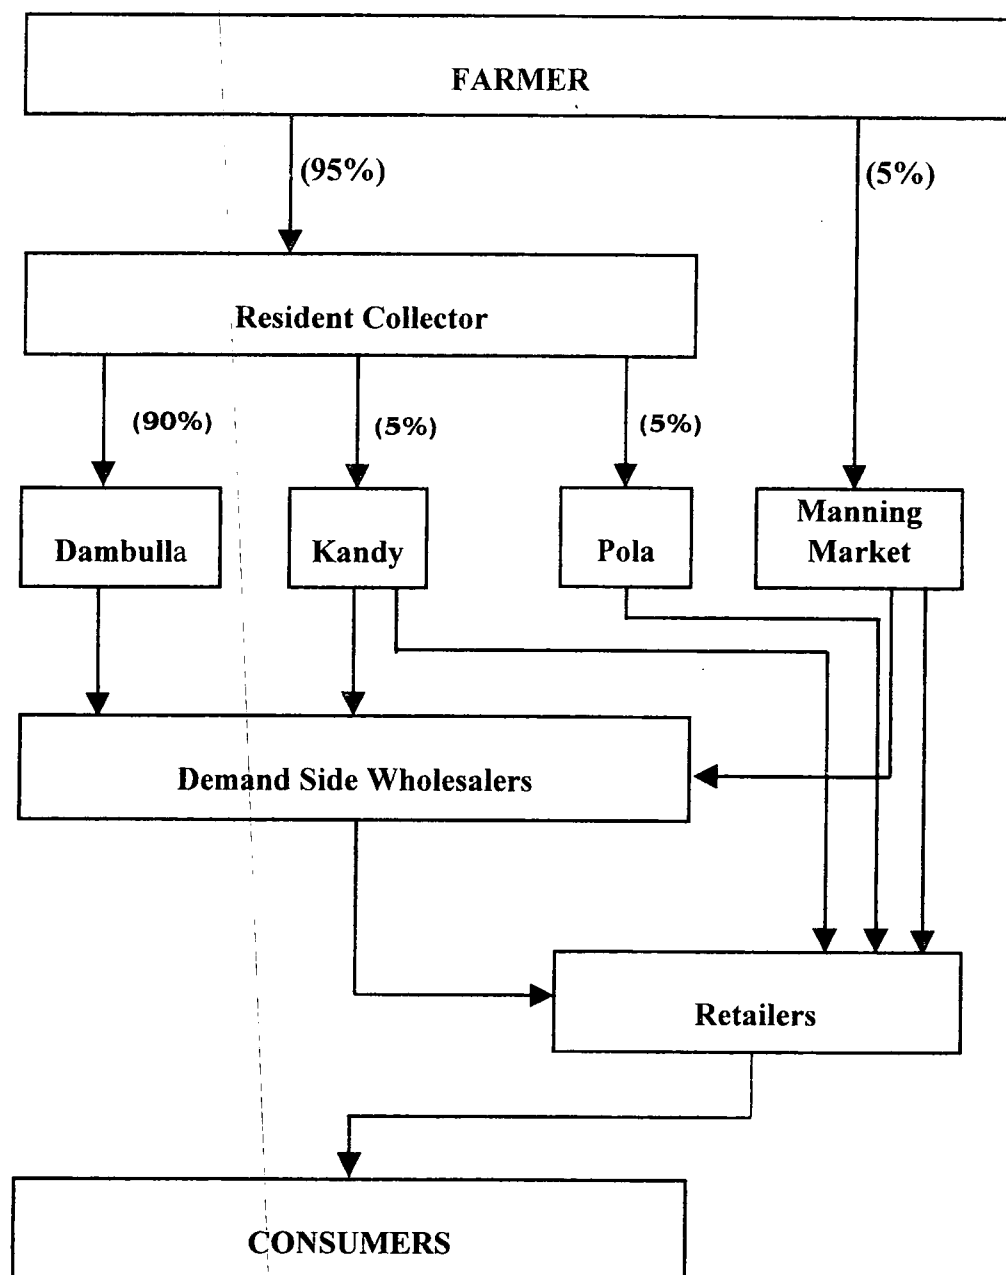 FARMER
(95%)
(5%)
Resident Collector
(90%)
(5%)
(5%)
Dambulla
Kandy
Pola
Manning
Market
Demand Side Wholesalers
Retailers
CONSUMERS